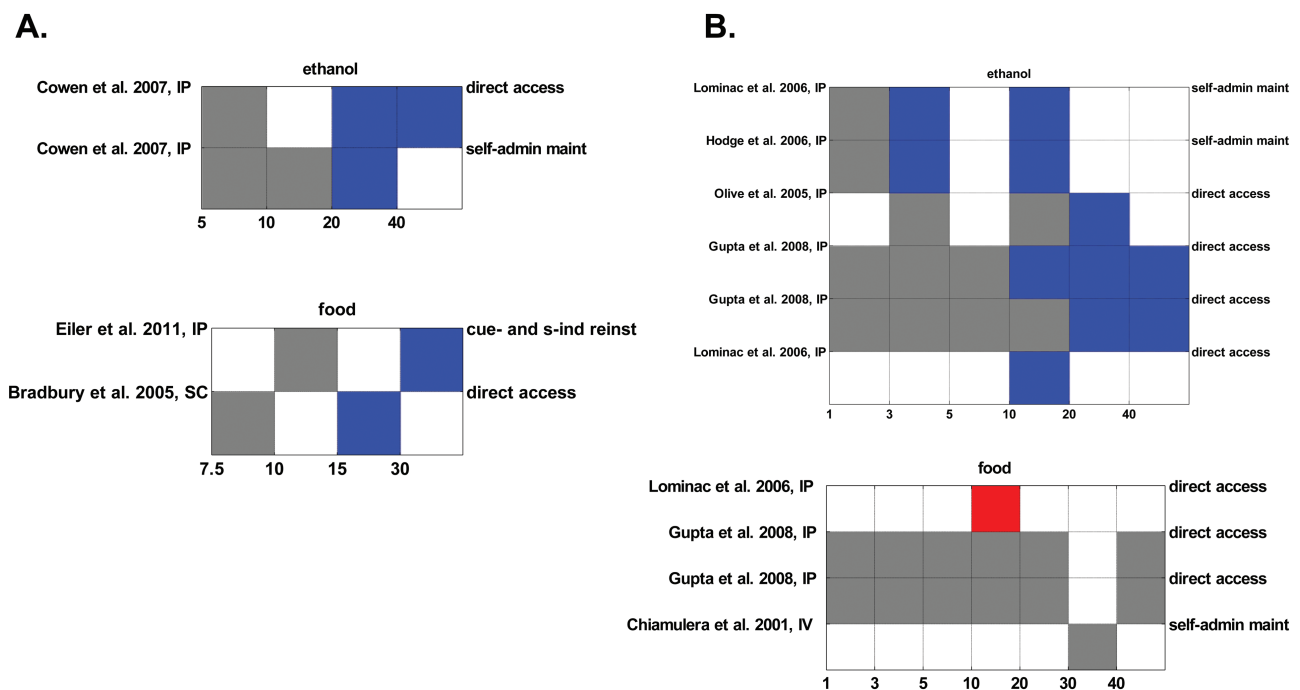 A.
ethanol
Cowen et al. 2007, IP direct access
Cowen et al. 2007, IP self-admin maint
5 10 20 40
food
Eiler et al. 2011, IP cue- and s-ind reinst
Bradbury et al. 2005, SC direct access
7.5 10 15 30
B.
ethanol
Lominac et al. 2006, IP self-admin maint
Hodge et al. 2006, IP self-admin maint
Olive et al. 2005, IP direct access
Gupta et al. 2008, IP direct access
Gupta et al. 2008, IP direct access
Lominac et al. 2006, IP direct access
1 3 5 10 20 40
food
Lominac et al. 2006, IP direct access
Gupta et al. 2008, IP direct access
Gupta et al. 2008, IP direct access
Chiamulera et al. 2001, IV self-admin maint
1 3 5 10 20 30 40